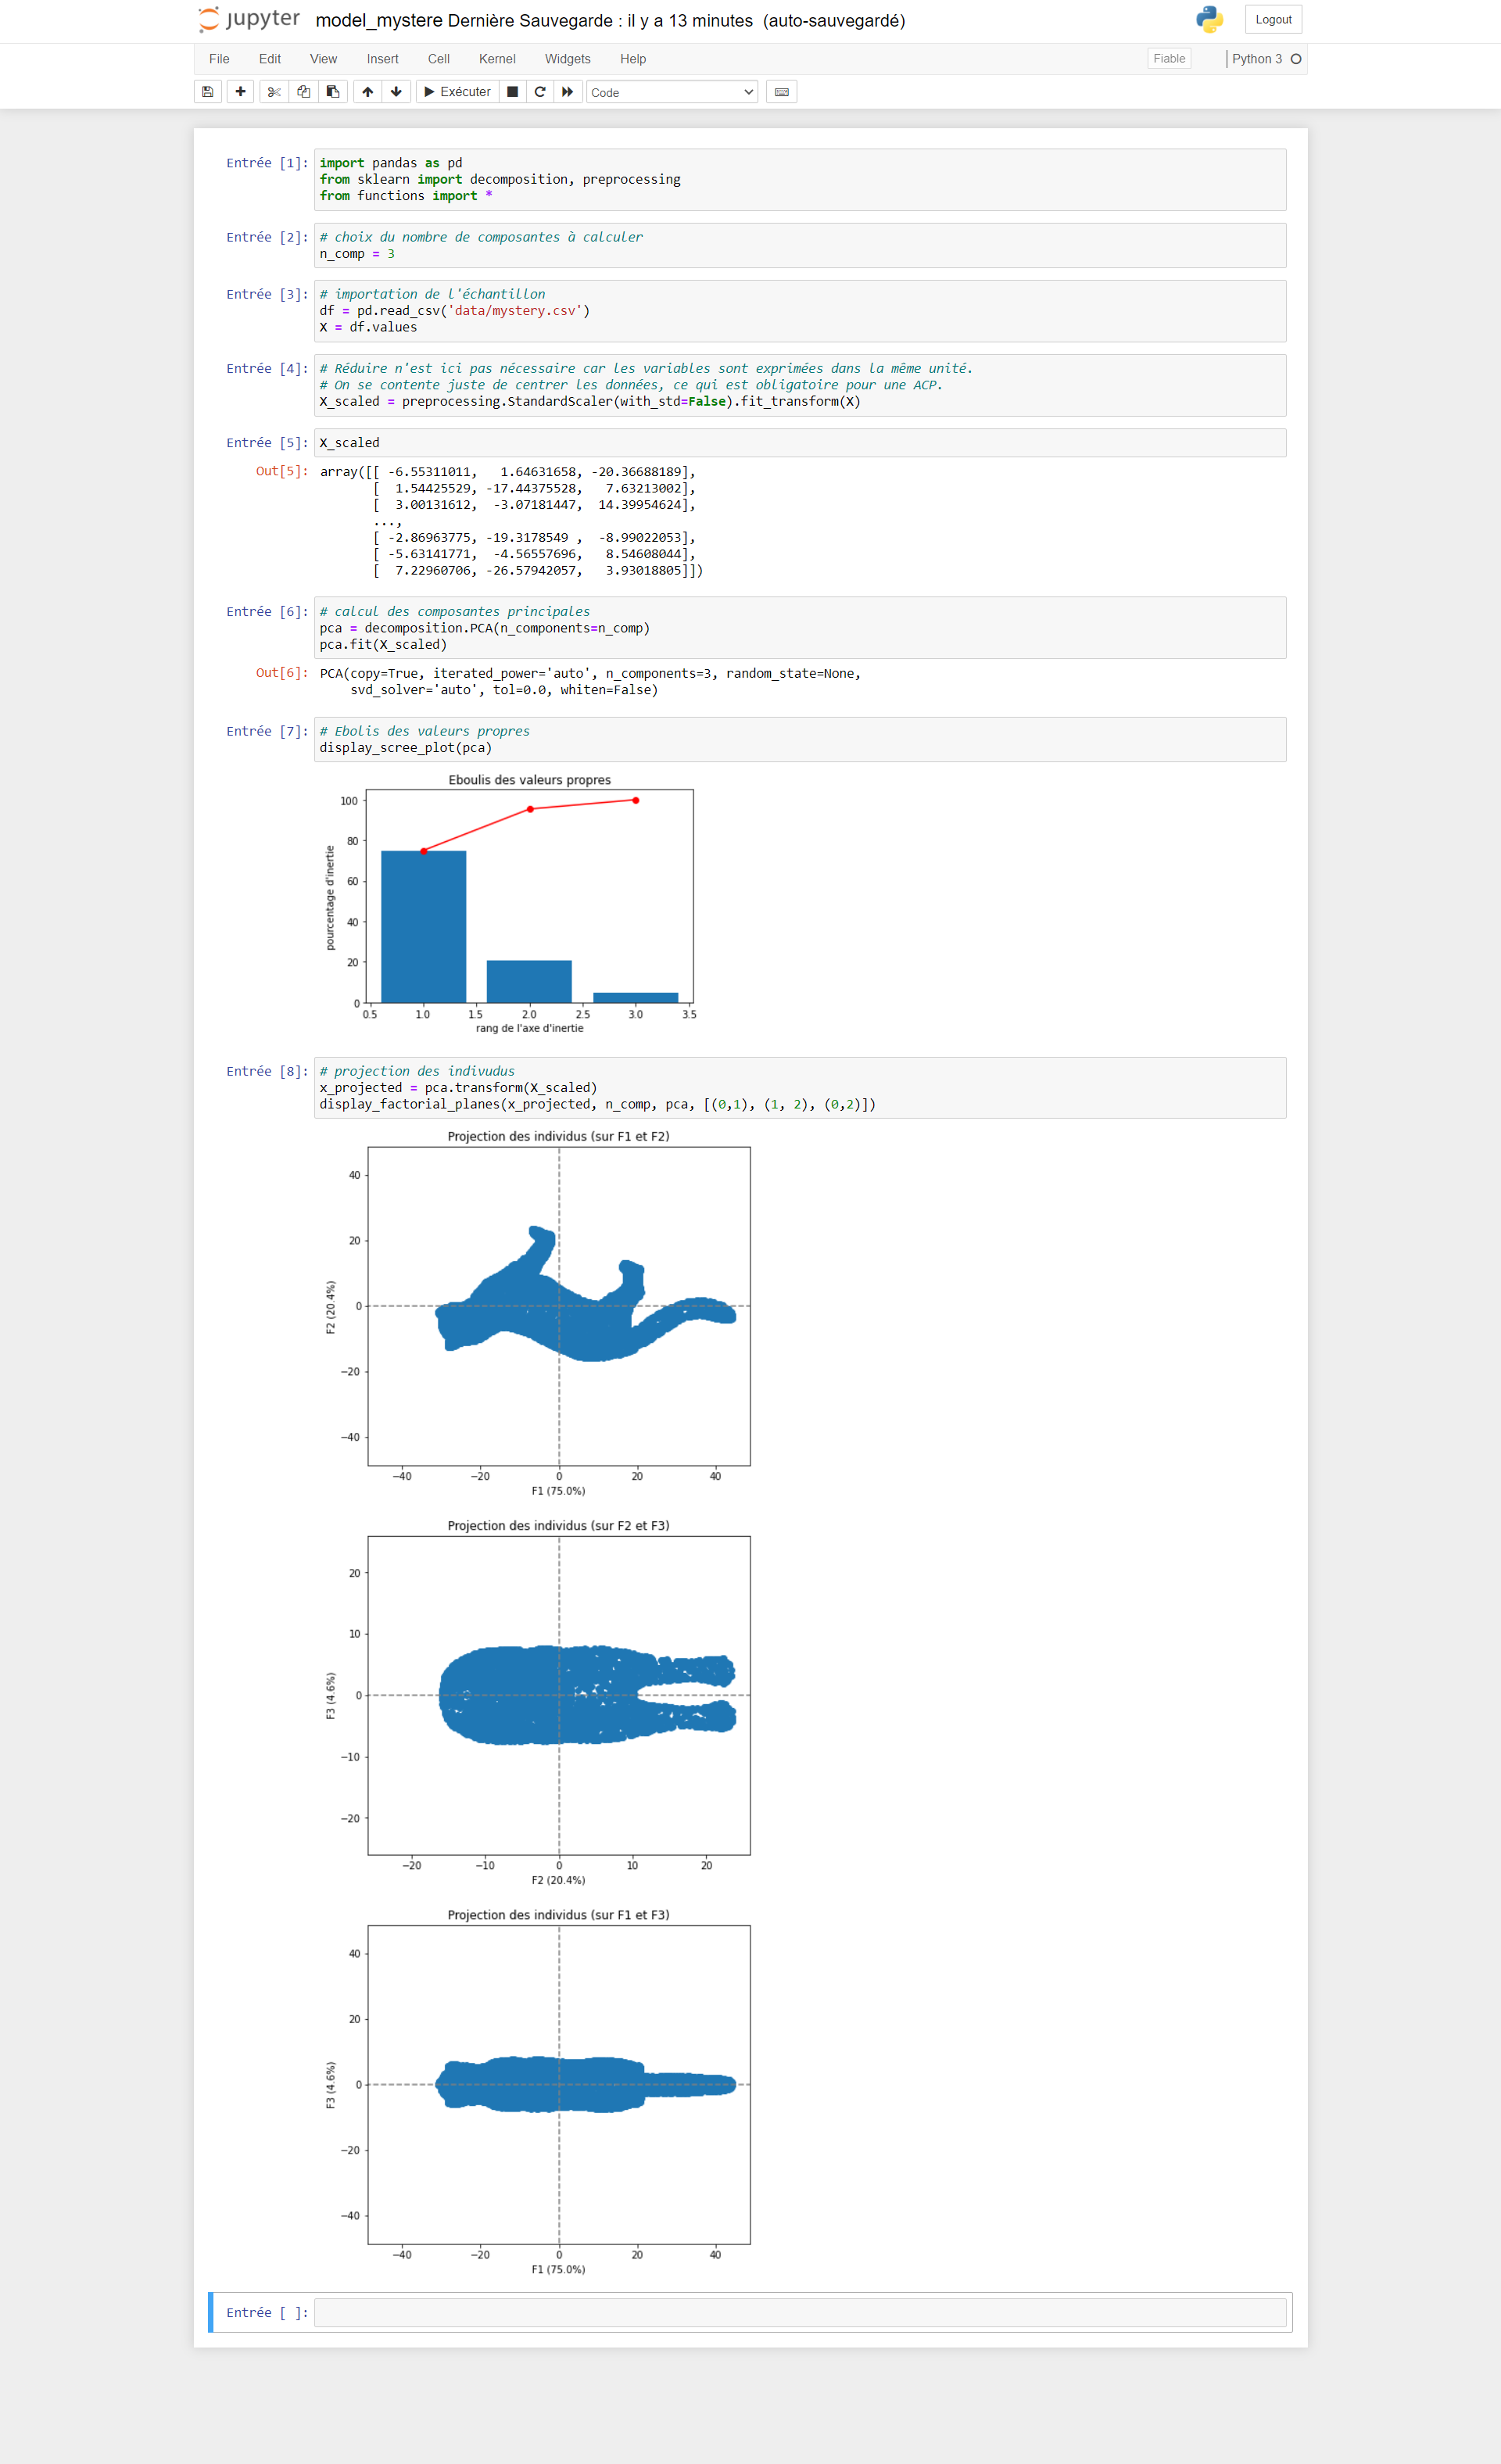 jupyter model_mystere Dernière Sauvegarde : il y a 13 minutes (auto-sauvegardé) Logout
File Edit View Insert Cell Kernel Widgets Help Fiable Python 3
Exécuter Code
Entrée [1]: import pandas as pd
from sklearn import decomposition, preprocessing
from functions import *
Entrée [2]: # choix du nombre de composantes à calculer
n_comp = 3
Entrée [3]: # importation de l'échantillon
df = pd.read_csv('data/mystery.csv')
X = df.values
Entrée [4]: # Réduire n'est ici pas nécessaire car les variables sont exprimées dans la même unité.
# On se contente juste de centrer les données, ce qui est obligatoire pour une ACP.
X_scaled = preprocessing.StandardScaler(with_std=False).fit_transform(X)
Entrée [5]: X_scaled
Out[5]: array([[ -6.55311011,   1.64631658, -20.36688189],
[  1.54425529, -17.44375528,   7.63213002],
[  3.00131612,  -3.07181447,  14.39954624],
...,
[ -2.86963775, -19.3178549 ,  -8.99022053],
[ -5.63141771,  -4.56557696,   8.54608044],
[  7.22960706, -26.57942057,   3.93018805]])
Entrée [6]: # calcul des composantes principales
pca = decomposition.PCA(n_components=n_comp)
pca.fit(X_scaled)
Out[6]: PCA(copy=True, iterated_power='auto', n_components=3, random_state=None,
svd_solver='auto', tol=0.0, whiten=False)
Entrée [7]: # Ebolis des valeurs propres
display_scree_plot(pca)
Eboulis des valeurs propres
100
80
60
40
20
0
pourcentage d'inertie
0.5 1.0 1.5 2.0 2.5 3.0 3.5
rang de l'axe d'inertie
Entrée [8]: # projection des indivudus
x_projected = pca.transform(X_scaled)
display_factorial_planes(x_projected, n_comp, pca, [(0,1), (1, 2), (0,2)])
Projection des individus (sur F1 et F2)
40
20
0
−20
−40
F2 (20.4%)
−40 −20 0 20 40
F1 (75.0%)
Projection des individus (sur F2 et F3)
20
10
0
−10
−20
F3 (4.6%)
−20 −10 0 10 20
F2 (20.4%)
Projection des individus (sur F1 et F3)
40
20
0
−20
−40
F3 (4.6%)
−40 −20 0 20 40
F1 (75.0%)
Entrée [ ]: